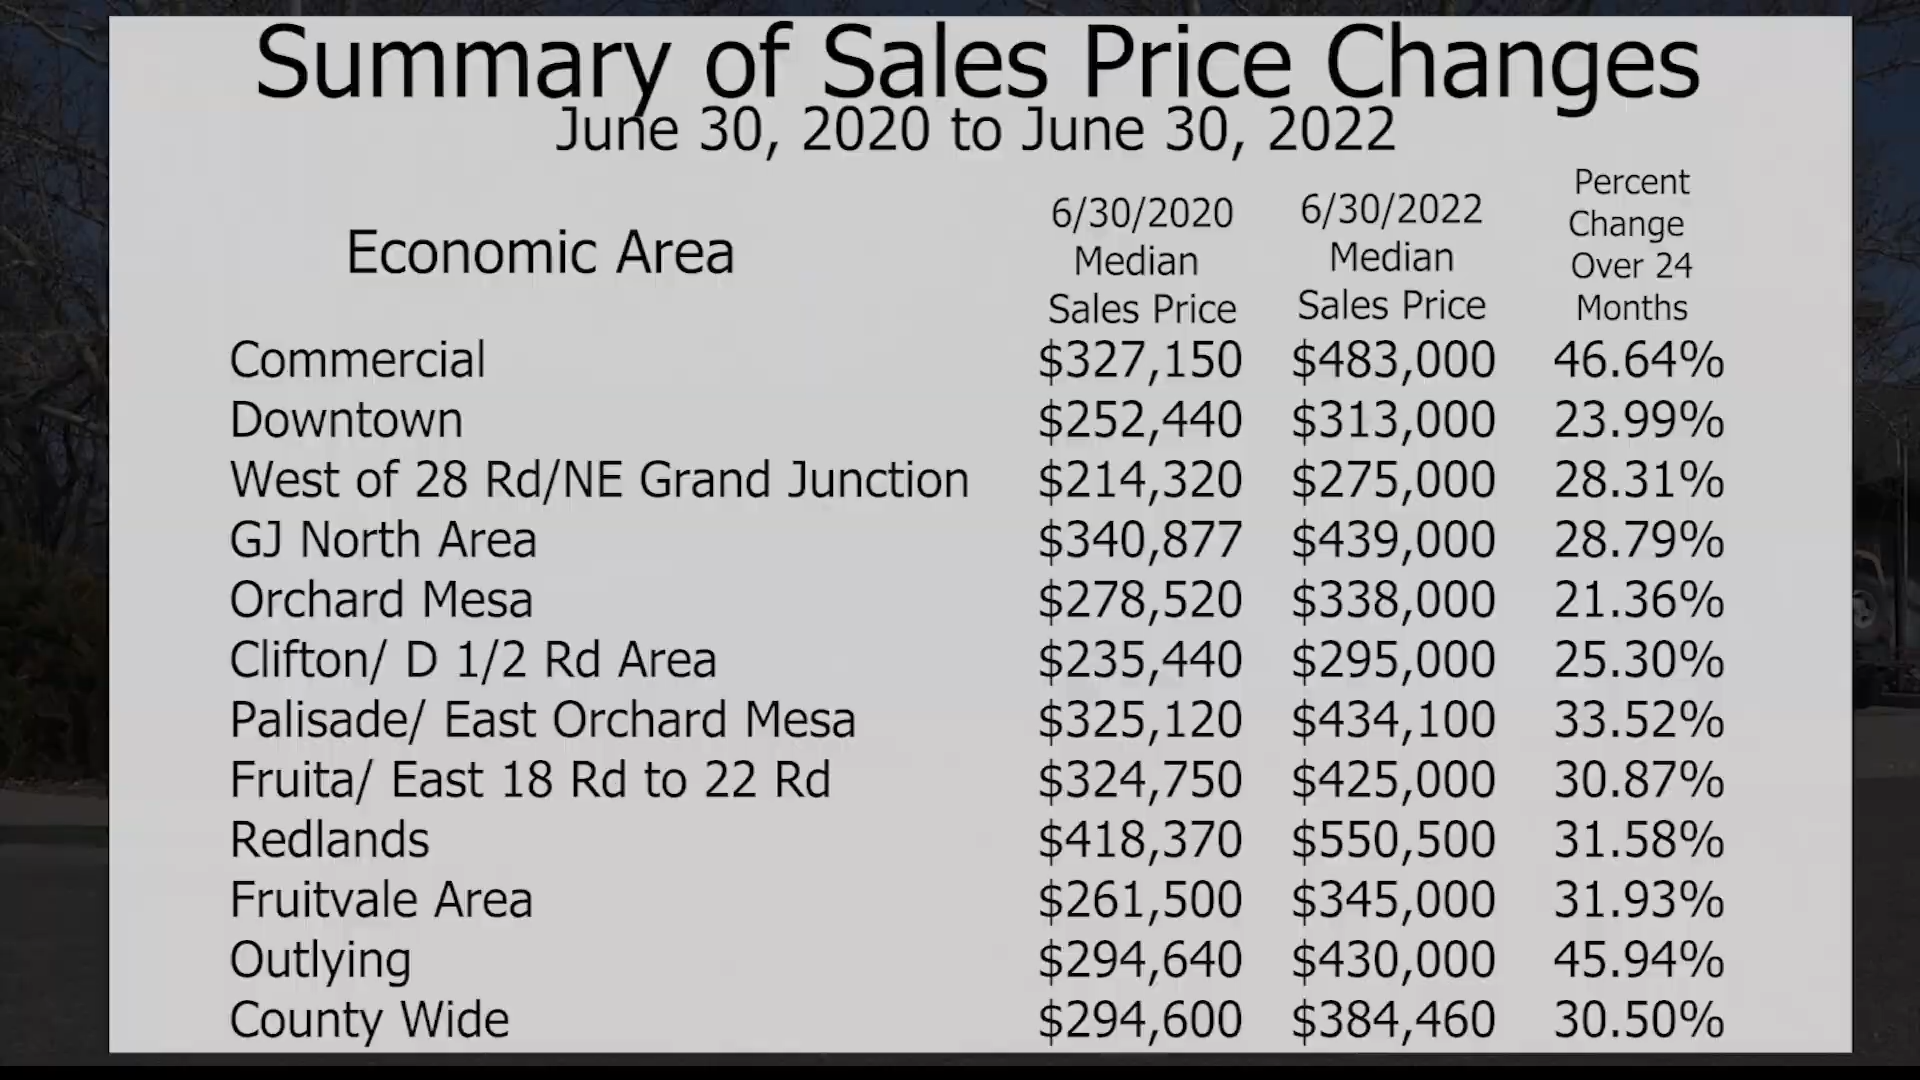 Summary of Sales Price Changes
June 30, 2020 to June 30, 2022
Economic Area
6/30/2020
Median
Sales Price
6/30/2022
Median
Sales Price
Percent
Change
Over 24
Months
Commercial $327,150 $483,000 46.64%
Downtown $252,440 $313,000 23.99%
West of 28 Rd/NE Grand Junction $214,320 $275,000 28.31%
GJ North Area $340,877 $439,000 28.79%
Orchard Mesa $278,520 $338,000 21.36%
Clifton/ D 1/2 Rd Area $235,440 $295,000 25.30%
Palisade/ East Orchard Mesa $325,120 $434,100 33.52%
Fruita/ East 18 Rd to 22 Rd $324,750 $425,000 30.87%
Redlands $418,370 $550,500 31.58%
Fruitvale Area $261,500 $345,000 31.93%
Outlying $294,640 $430,000 45.94%
County Wide $294,600 $384,460 30.50%